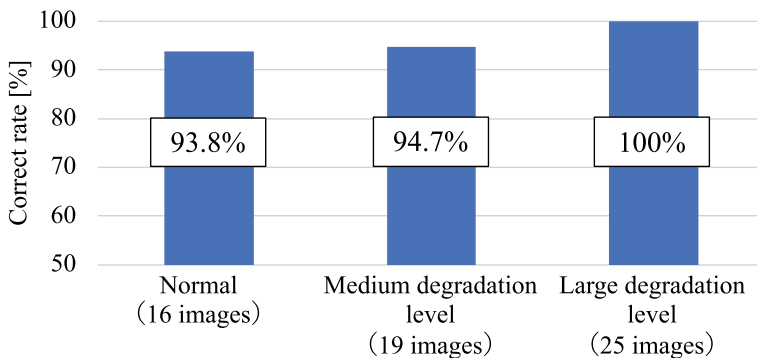 Correct rate [%]
100
90
80
70
60
50
93.8%
94.7%
100%
Normal
（16 images）
Medium degradation
level
（19 images）
Large degradation
level
（25 images）